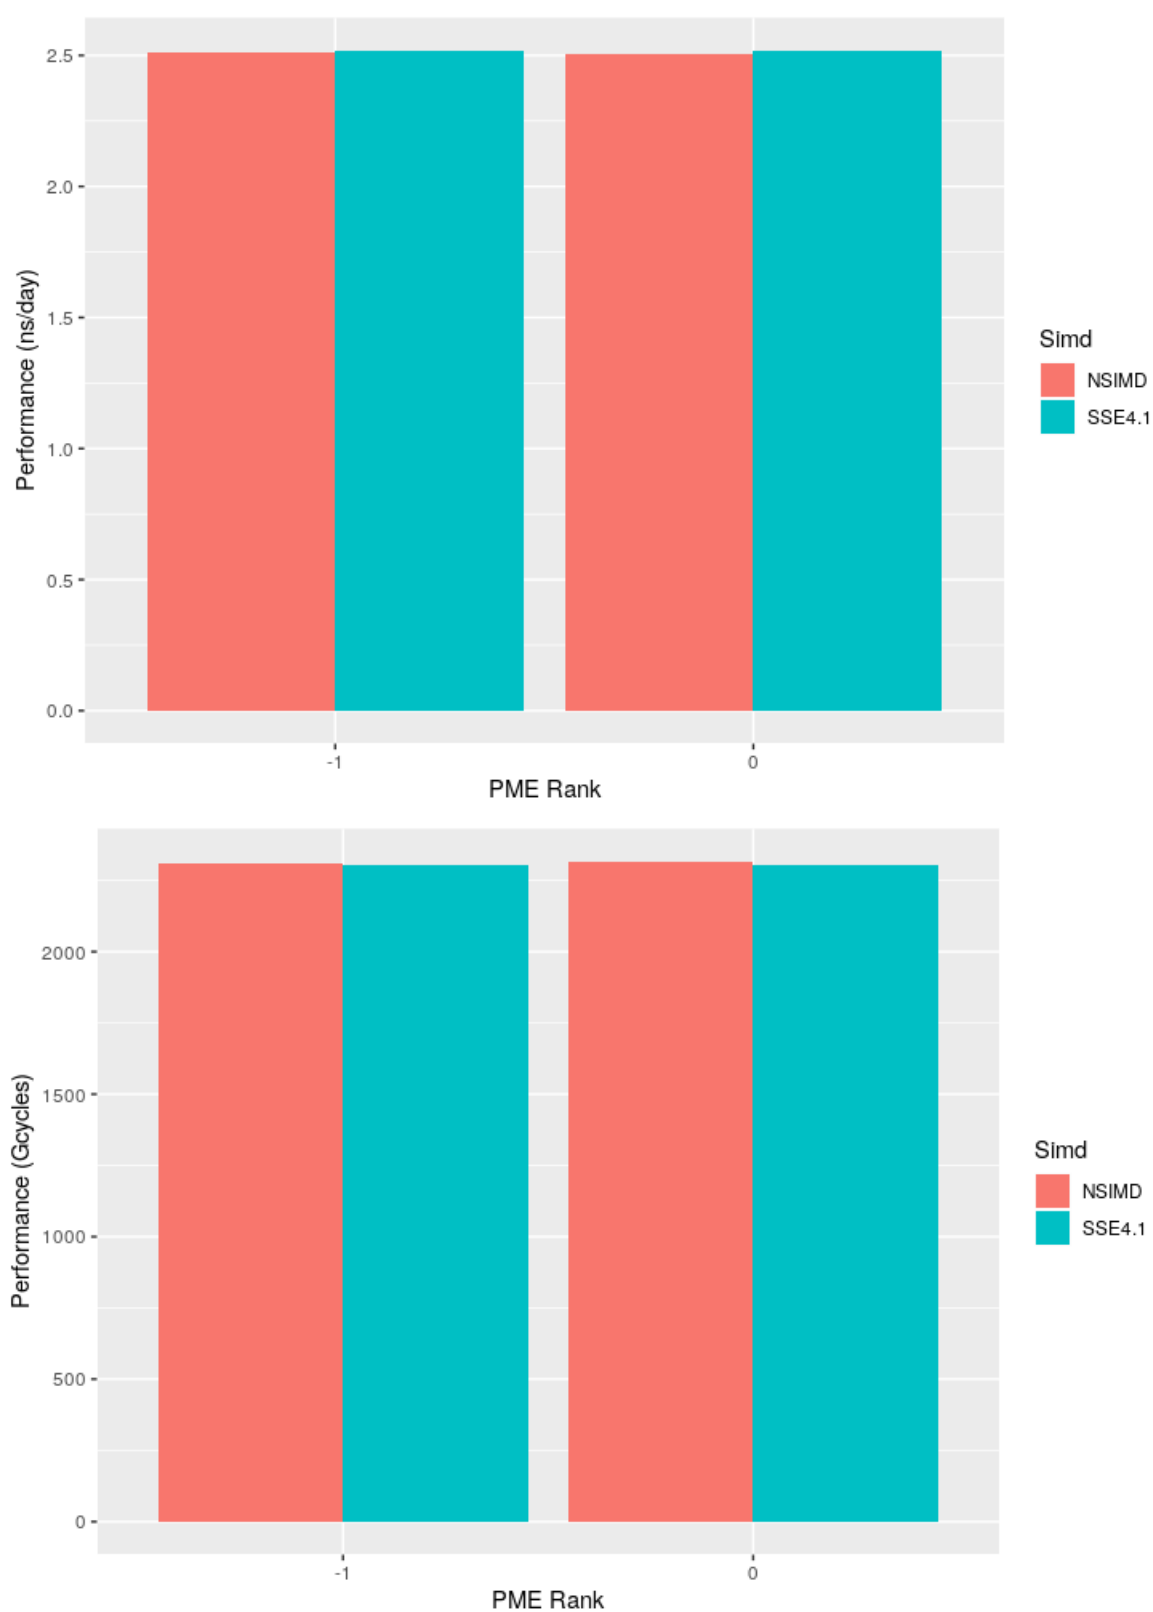 2.5
2.0
1.5
1.0
0.5
0.0
Performance (ns/day)
-1
0
PME Rank
Simd
NSIMD
SSE4.1
2000
1500
1000
500
0
Performance (Gcycles)
-1
0
PME Rank
Simd
NSIMD
SSE4.1